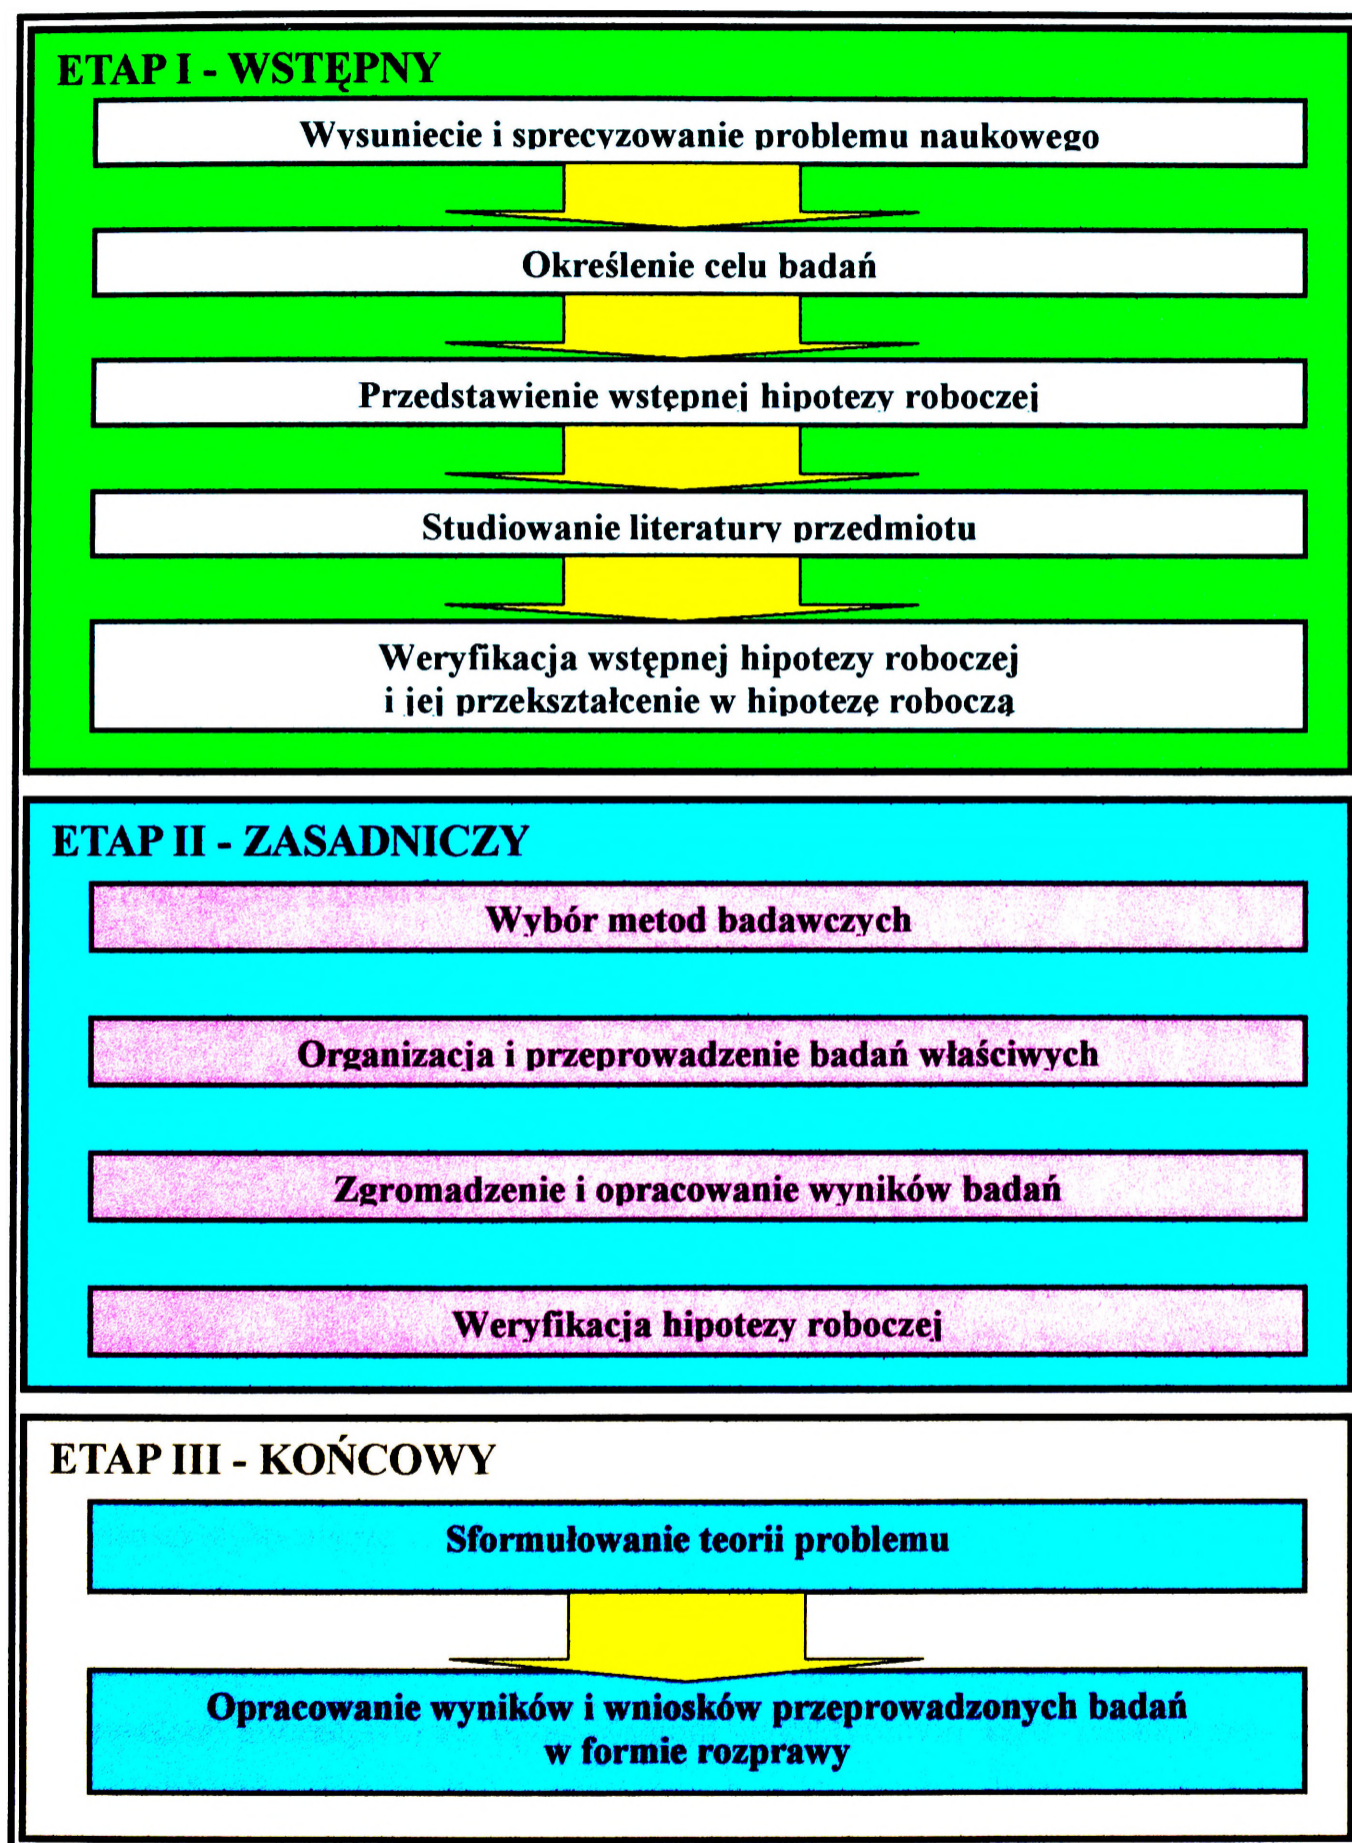 ETAP I - WSTĘPNY
Wysuniecie i sprecyzowanie problemu naukowego
Określenie celu badań
Przedstawienie wstępnej hipotezy roboczej
Studiowanie literatury przedmiotu
Weryfikacja wstępnej hipotezy roboczej
i jej przekształcenie w hipotezę roboczą
ETAP II - ZASADNICZY
Wybór metod badawczych
Organizacja i przeprowadzenie badań właściwych
Zgromadzenie i opracowanie wyników badań
Weryfikacja hipotezy roboczej
ETAP III - KOŃCOWY
Sformułowanie teorii problemu
Opracowanie wyników i wniosków przeprowadzonych badań
w formie rozprawy